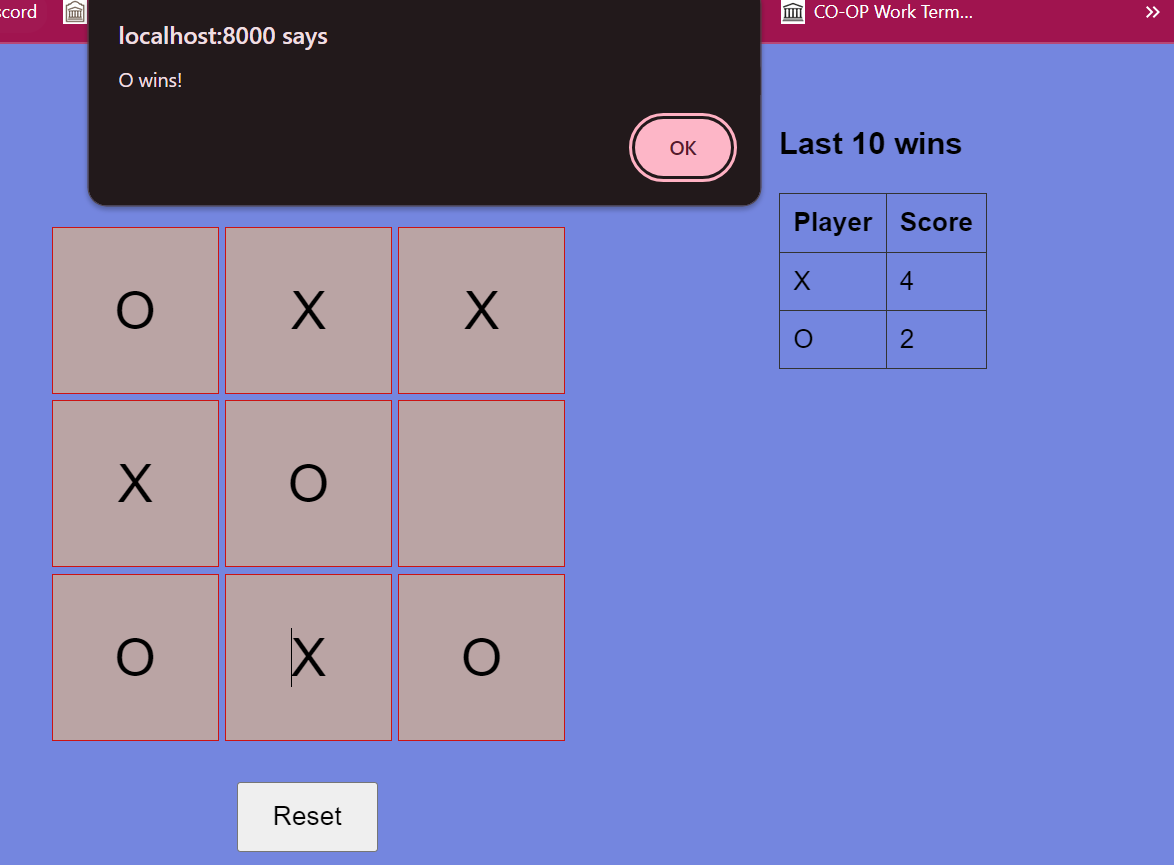 scord
CO-OP Work Term...
localhost:8000 says
O wins!
OK
Last 10 wins
Player Score
X 4
O 2
O X X
X O
O X O
Reset